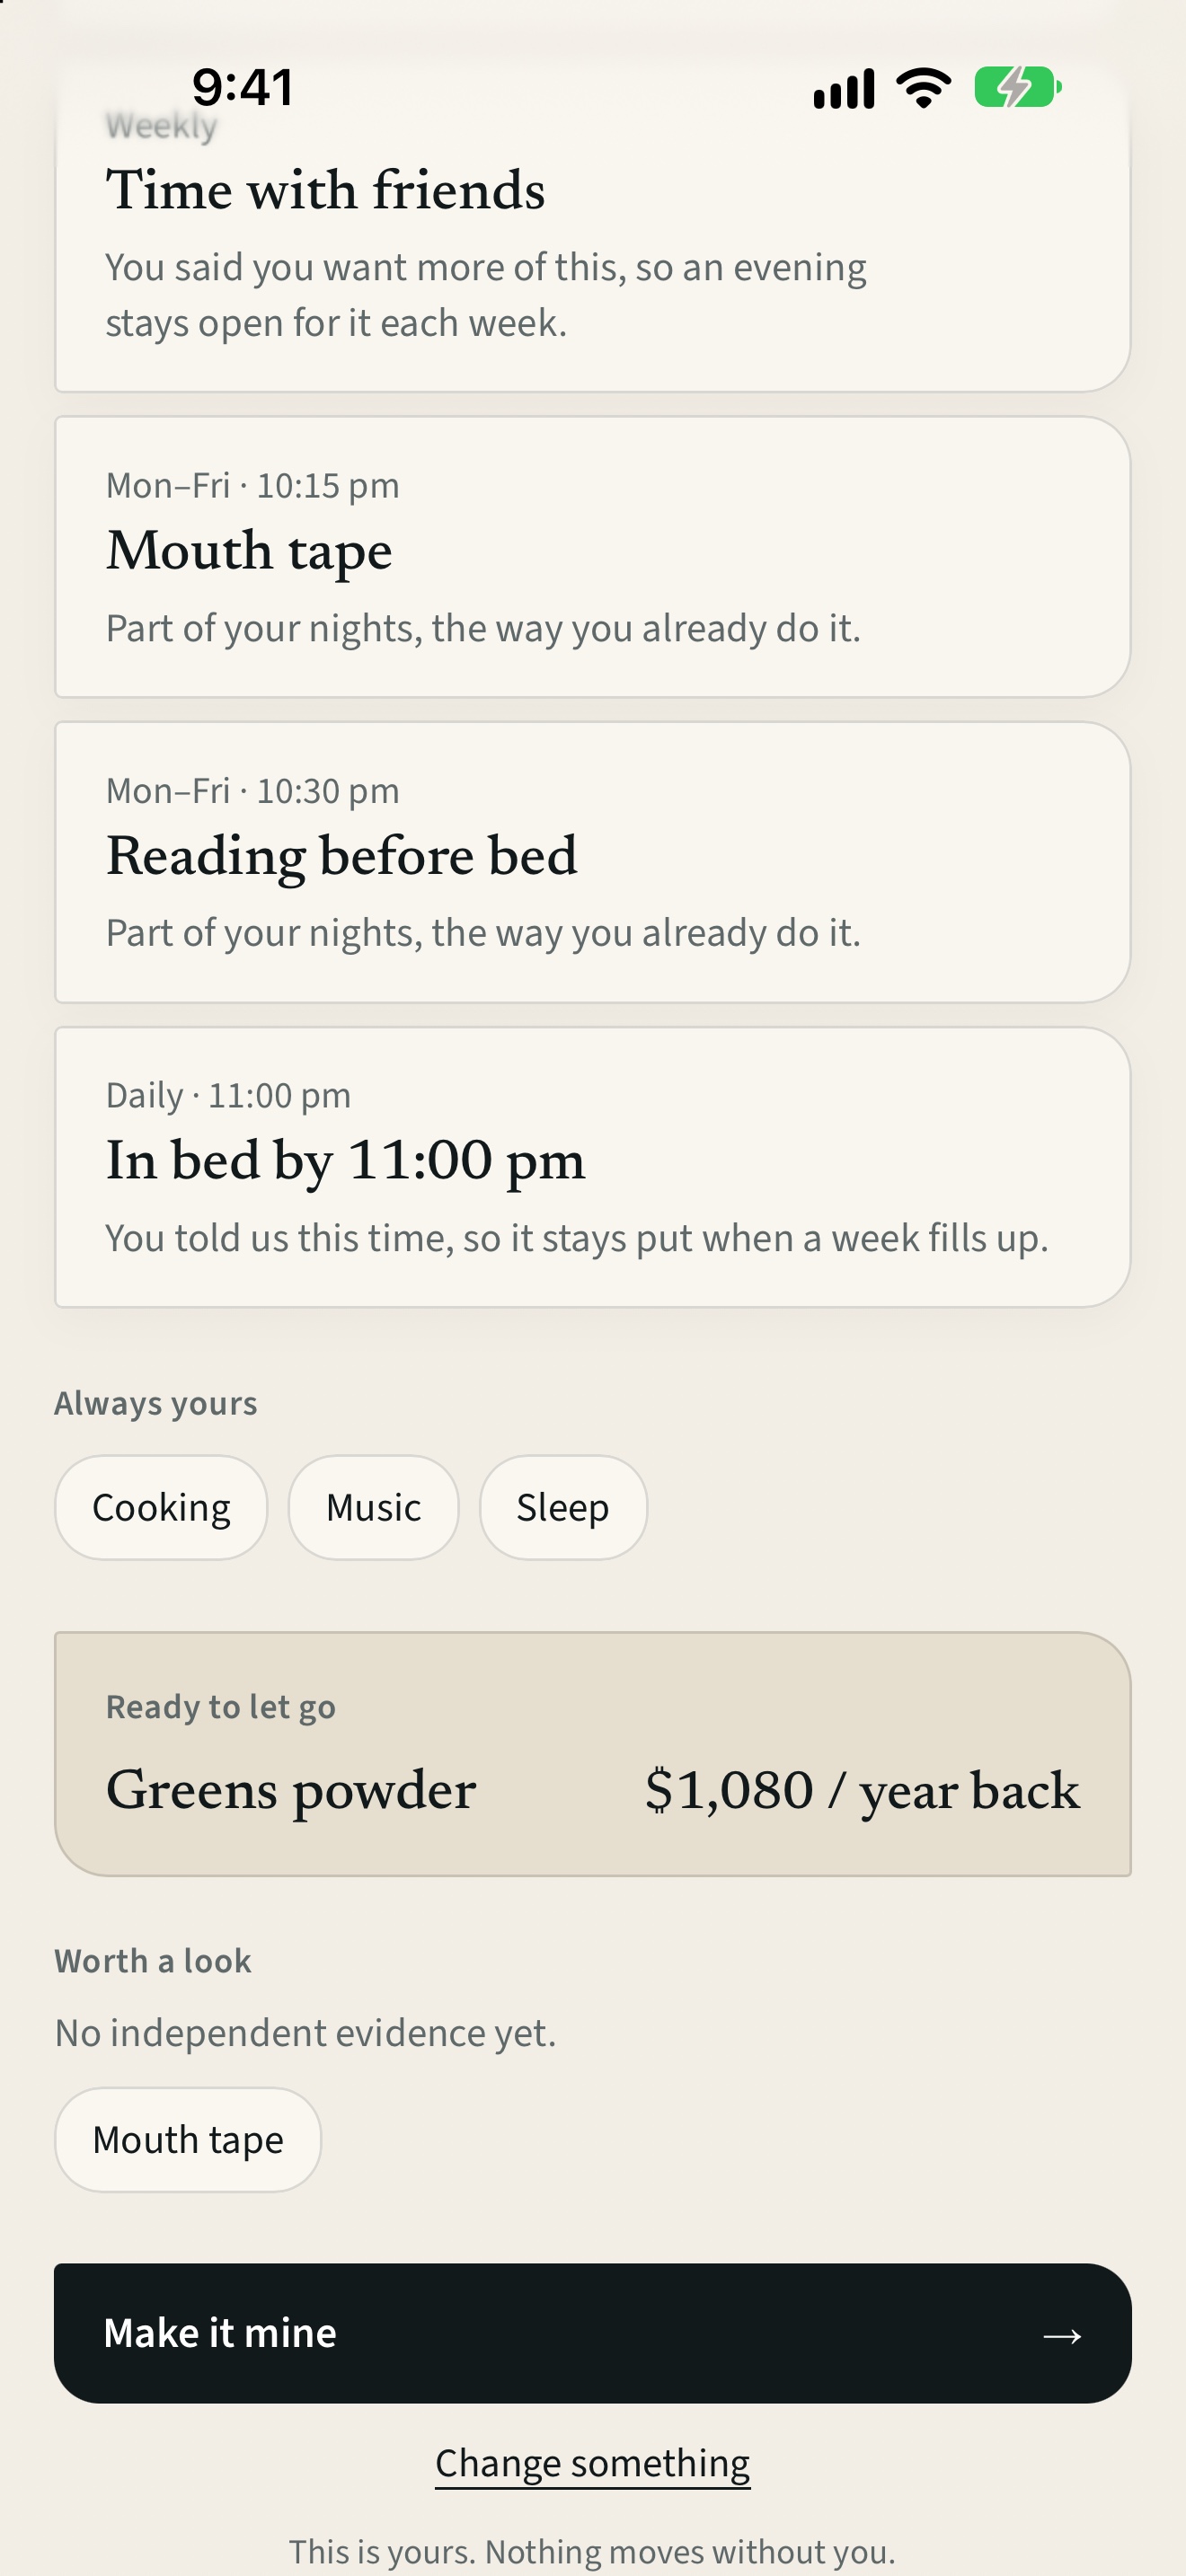 9:41
Weekly
Time with friends
You said you want more of this, so an evening
stays open for it each week.
Mon–Fri · 10:15 pm
Mouth tape
Part of your nights, the way you already do it.
Mon–Fri · 10:30 pm
Reading before bed
Part of your nights, the way you already do it.
Daily · 11:00 pm
In bed by 11:00 pm
You told us this time, so it stays put when a week fills up.
Always yours
Cooking
Music
Sleep
Ready to let go
Greens powder
$1,080 / year back
Worth a look
No independent evidence yet.
Mouth tape
Make it mine →
Change something
This is yours. Nothing moves without you.